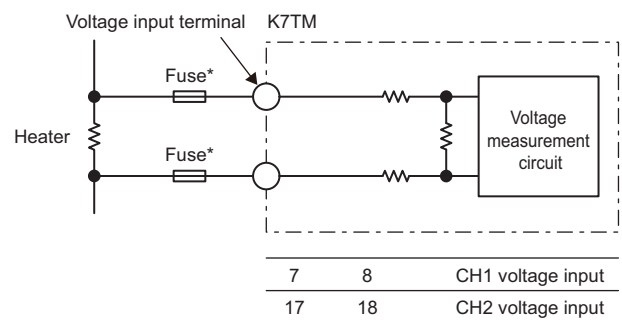 Voltage input terminal K7TM
Fuse*
Heater
Fuse*
Voltage
measurement
circuit
7 8 CH1 voltage input
17 18 CH2 voltage input